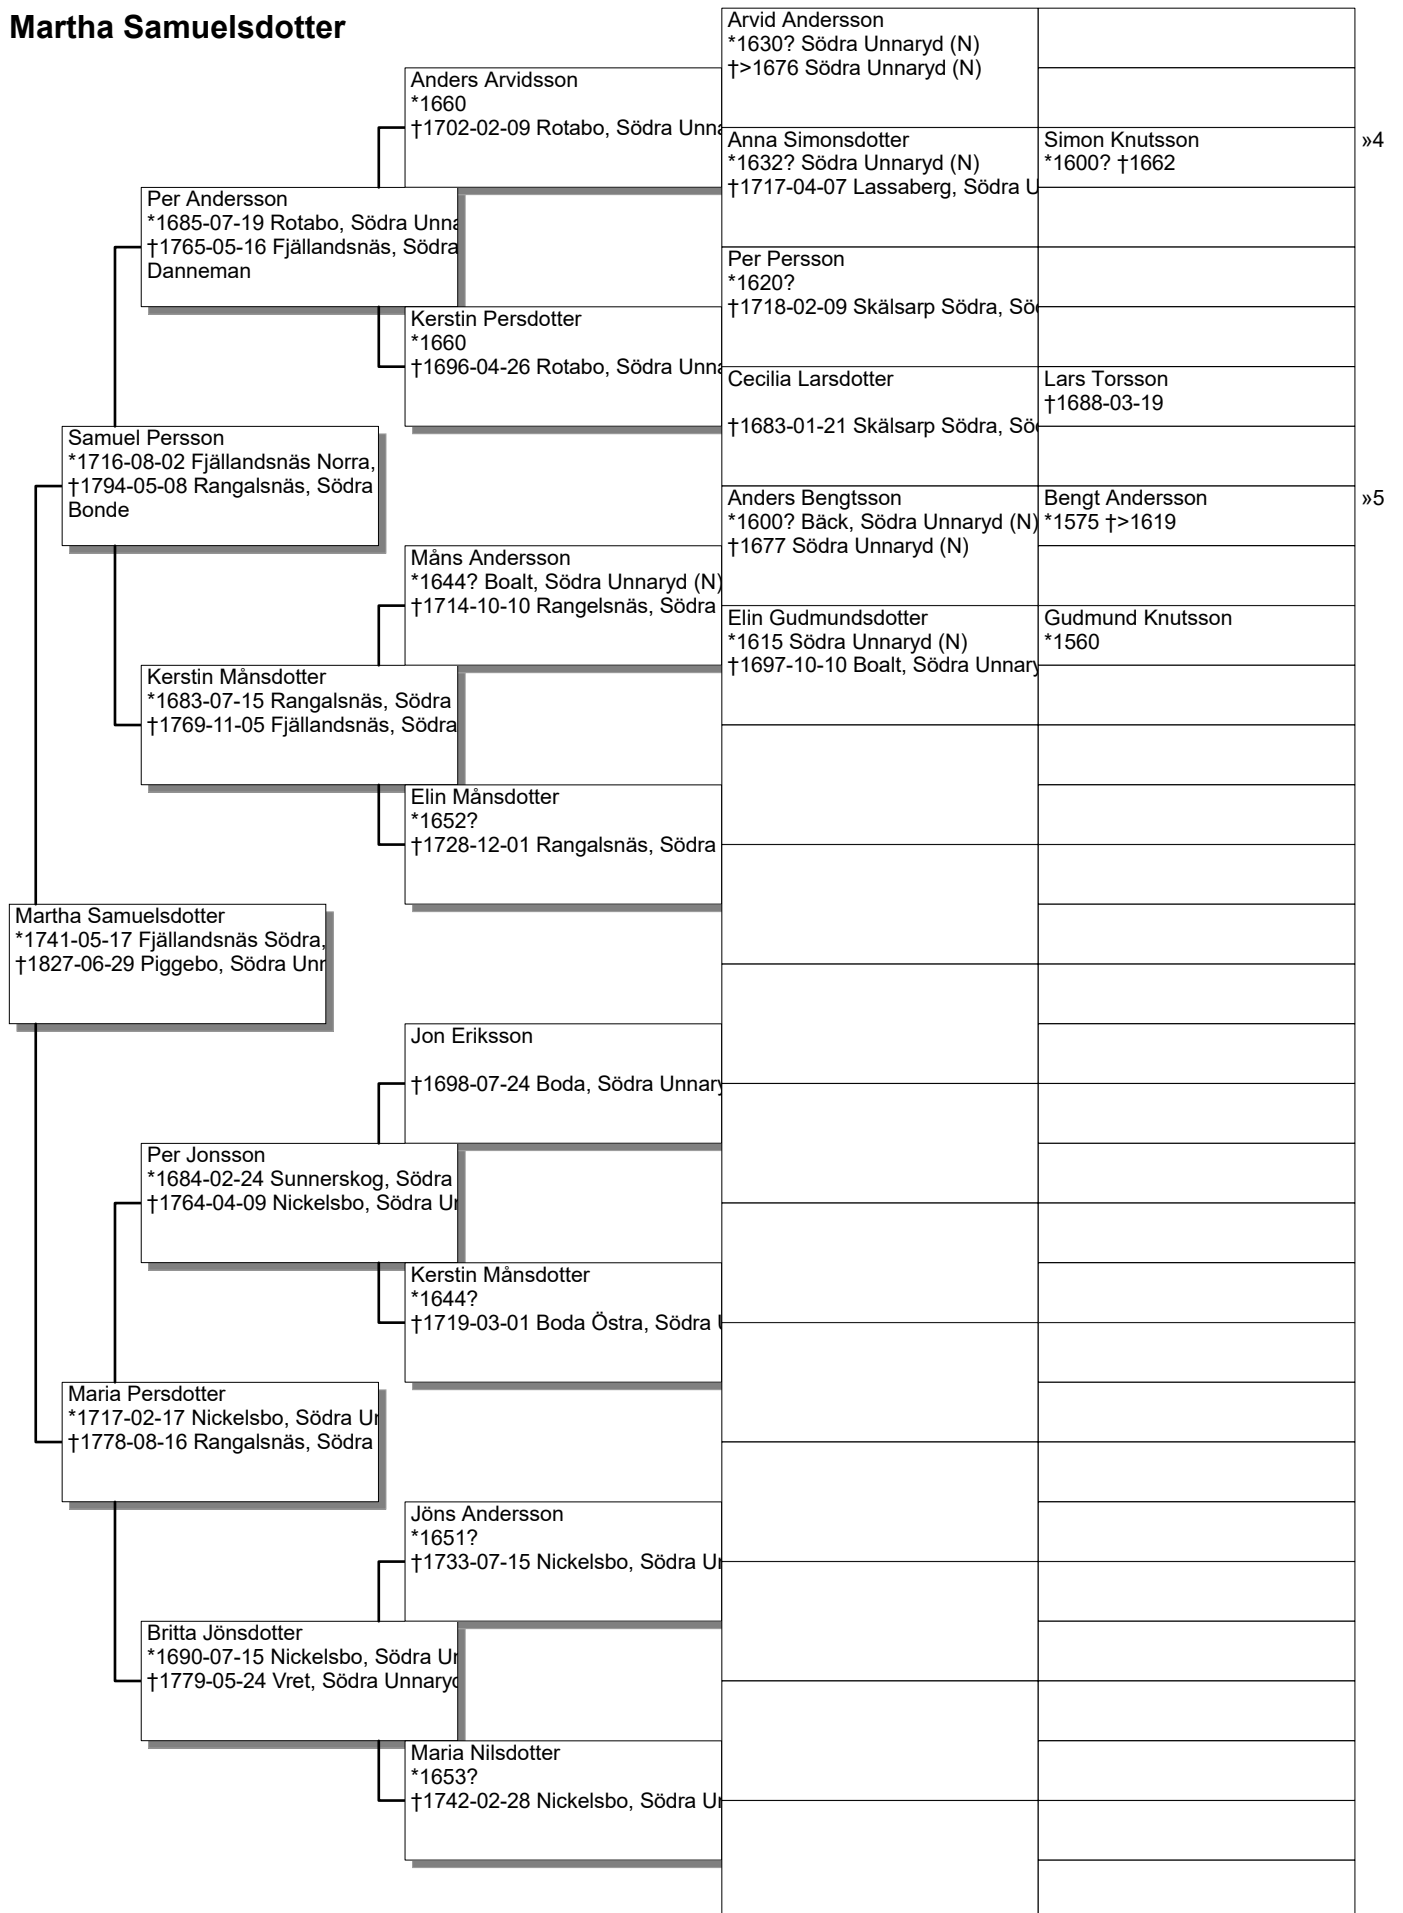 Martha Samuelsdotter
Arvid Andersson
*1630? Södra Unnaryd (N)
†>1676 Södra Unnaryd (N)
Anders Arvidsson
*1660
†1702-02-09 Rotabo, Södra Unna
Anna Simonsdotter
*1632? Södra Unnaryd (N)
†1717-04-07 Lassaberg, Södra U
Simon Knutsson
*1600? †1662
»4
Per Andersson
*1685-07-19 Rotabo, Södra Unna
†1765-05-16 Fjällandsnäs, Södra
Danneman
Per Persson
*1620?
†1718-02-09 Skälsarp Södra, Söd
Kerstin Persdotter
*1660
†1696-04-26 Rotabo, Södra Unna
Cecilia Larsdotter
†1683-01-21 Skälsarp Södra, Söd
Lars Torsson
†1688-03-19
Samuel Persson
*1716-08-02 Fjällandsnäs Norra,
†1794-05-08 Rangalsnäs, Södra
Bonde
Anders Bengtsson
*1600? Bäck, Södra Unnaryd (N)
†1677 Södra Unnaryd (N)
Bengt Andersson
*1575 †>1619
»5
Måns Andersson
*1644? Boalt, Södra Unnaryd (N)
†1714-10-10 Rangelsnäs, Södra
Elin Gudmundsdotter
*1615 Södra Unnaryd (N)
†1697-10-10 Boalt, Södra Unnary
Gudmund Knutsson
*1560
Kerstin Månsdotter
*1683-07-15 Rangalsnäs, Södra
†1769-11-05 Fjällandsnäs, Södra
Elin Månsdotter
*1652?
†1728-12-01 Rangalsnäs, Södra
Martha Samuelsdotter
*1741-05-17 Fjällandsnäs Södra,
†1827-06-29 Piggebo, Södra Unn
Jon Eriksson
†1698-07-24 Boda, Södra Unnary
Per Jonsson
*1684-02-24 Sunnerskog, Södra
†1764-04-09 Nickelsbo, Södra Un
Kerstin Månsdotter
*1644?
†1719-03-01 Boda Östra, Södra U
Maria Persdotter
*1717-02-17 Nickelsbo, Södra Un
†1778-08-16 Rangalsnäs, Södra
Jöns Andersson
*1651?
†1733-07-15 Nickelsbo, Södra Un
Britta Jönsdotter
*1690-07-15 Nickelsbo, Södra Un
†1779-05-24 Vret, Södra Unnaryd
Maria Nilsdotter
*1653?
†1742-02-28 Nickelsbo, Södra Un